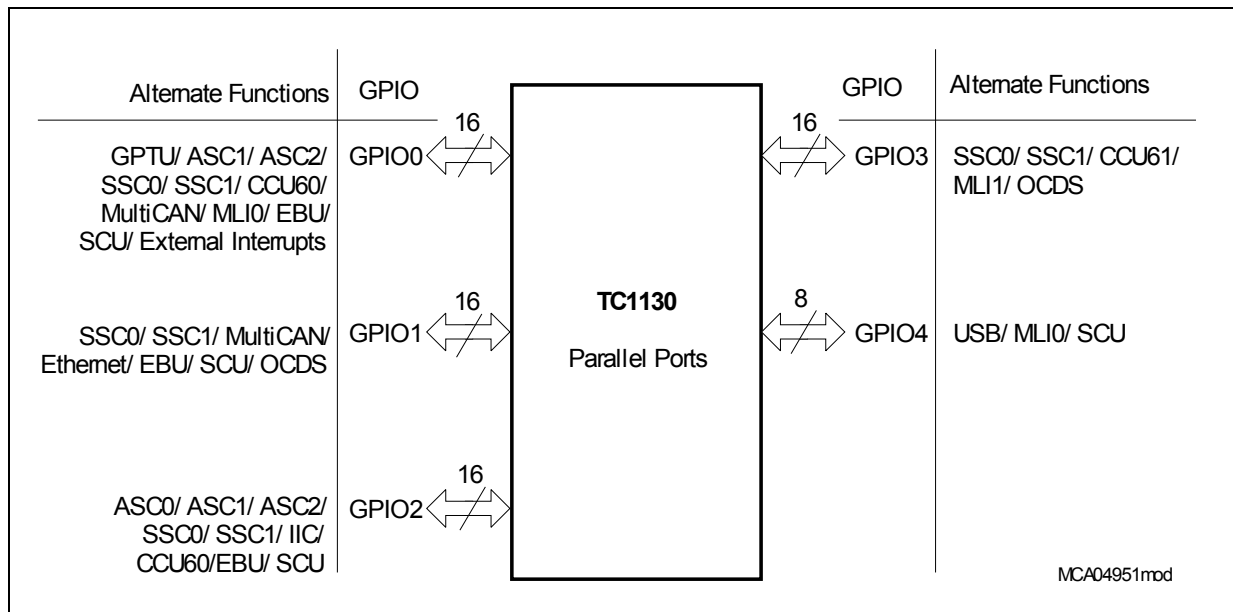 Alternate Functions
GPIO
GPTU/ ASC1/ ASC2/
SSC0/ SSC1/ CCU60/
MultiCAN/ MLI0/ EBU/
SCU/ External Interrupts
GPIO0
16
SSC0/ SSC1/ MultiCAN/
Ethernet/ EBU/ SCU/ OCDS
GPIO1
16
ASC0/ ASC1/ ASC2/
SSC0/ SSC1/ IIC/
CCU60/EBU/ SCU
GPIO2
16
TC1130
Parallel Ports
GPIO
Alternate Functions
16
GPIO3
SSC0/ SSC1/ CCU61/
MLI1/ OCDS
8
GPIO4
USB/ MLI0/ SCU
MCA04951mod